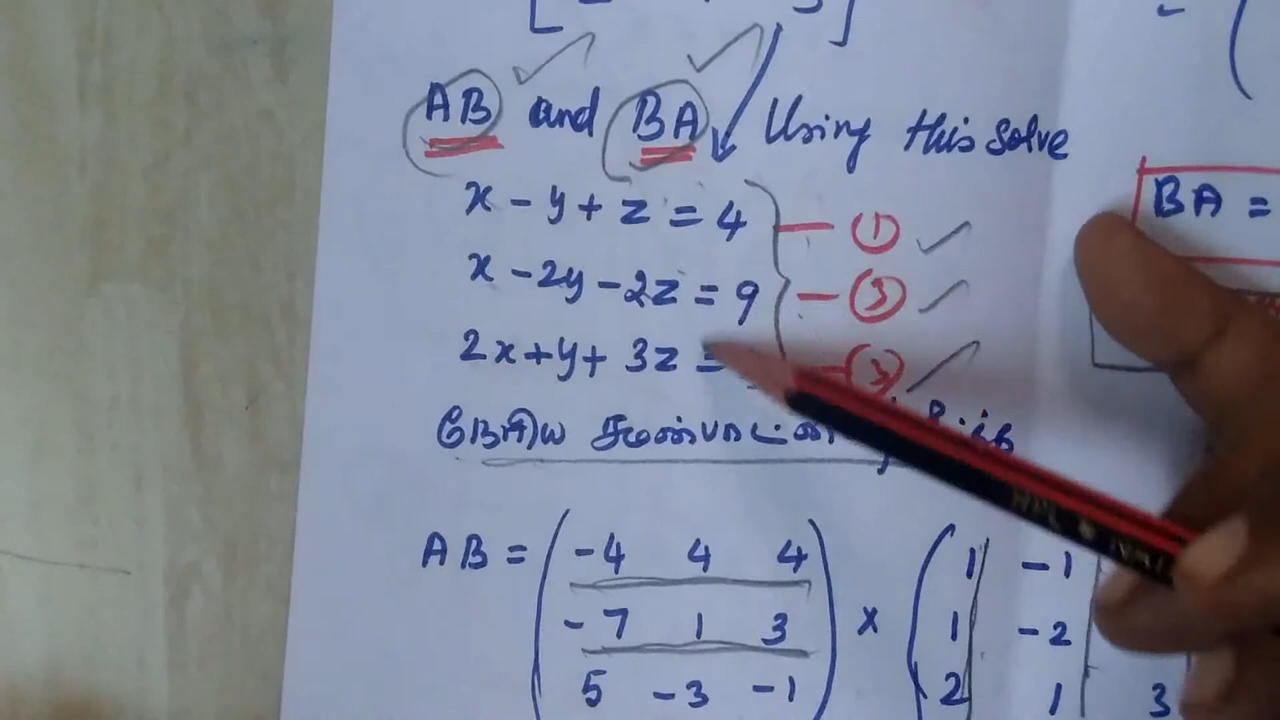 AB and BA Using this solve
BA =
x - y + z = 4 — ①
x - 2y - 2z = 9 — ③
2x + y + 3z = — ③
நேரிய
AB = ( -4 4 4 ) × ( 1 -1
-7 1 3 1 -2
5 -3 -1 2 1 3